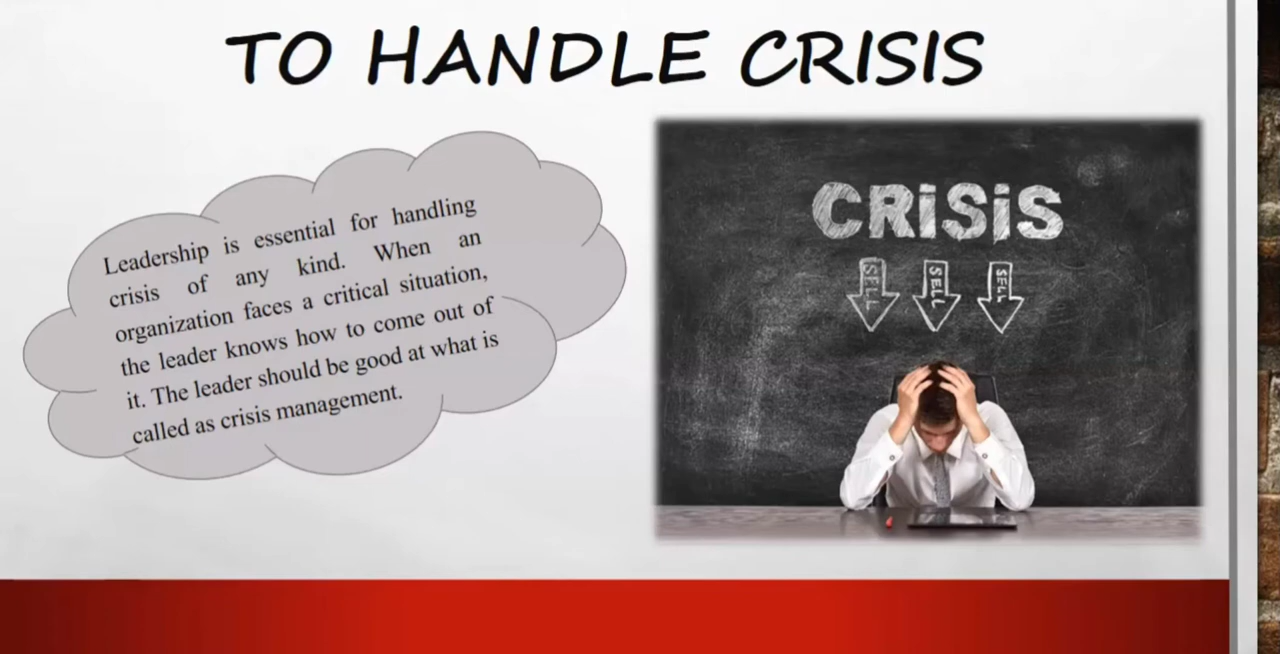 TO HANDLE CRISIS
Leadership is essential for handling
crisis of any kind. When an
organization faces a critical situation,
the leader knows how to come out of
it. The leader should be good at what is
called as crisis management.
CRiSiS
SELL SELL SELL